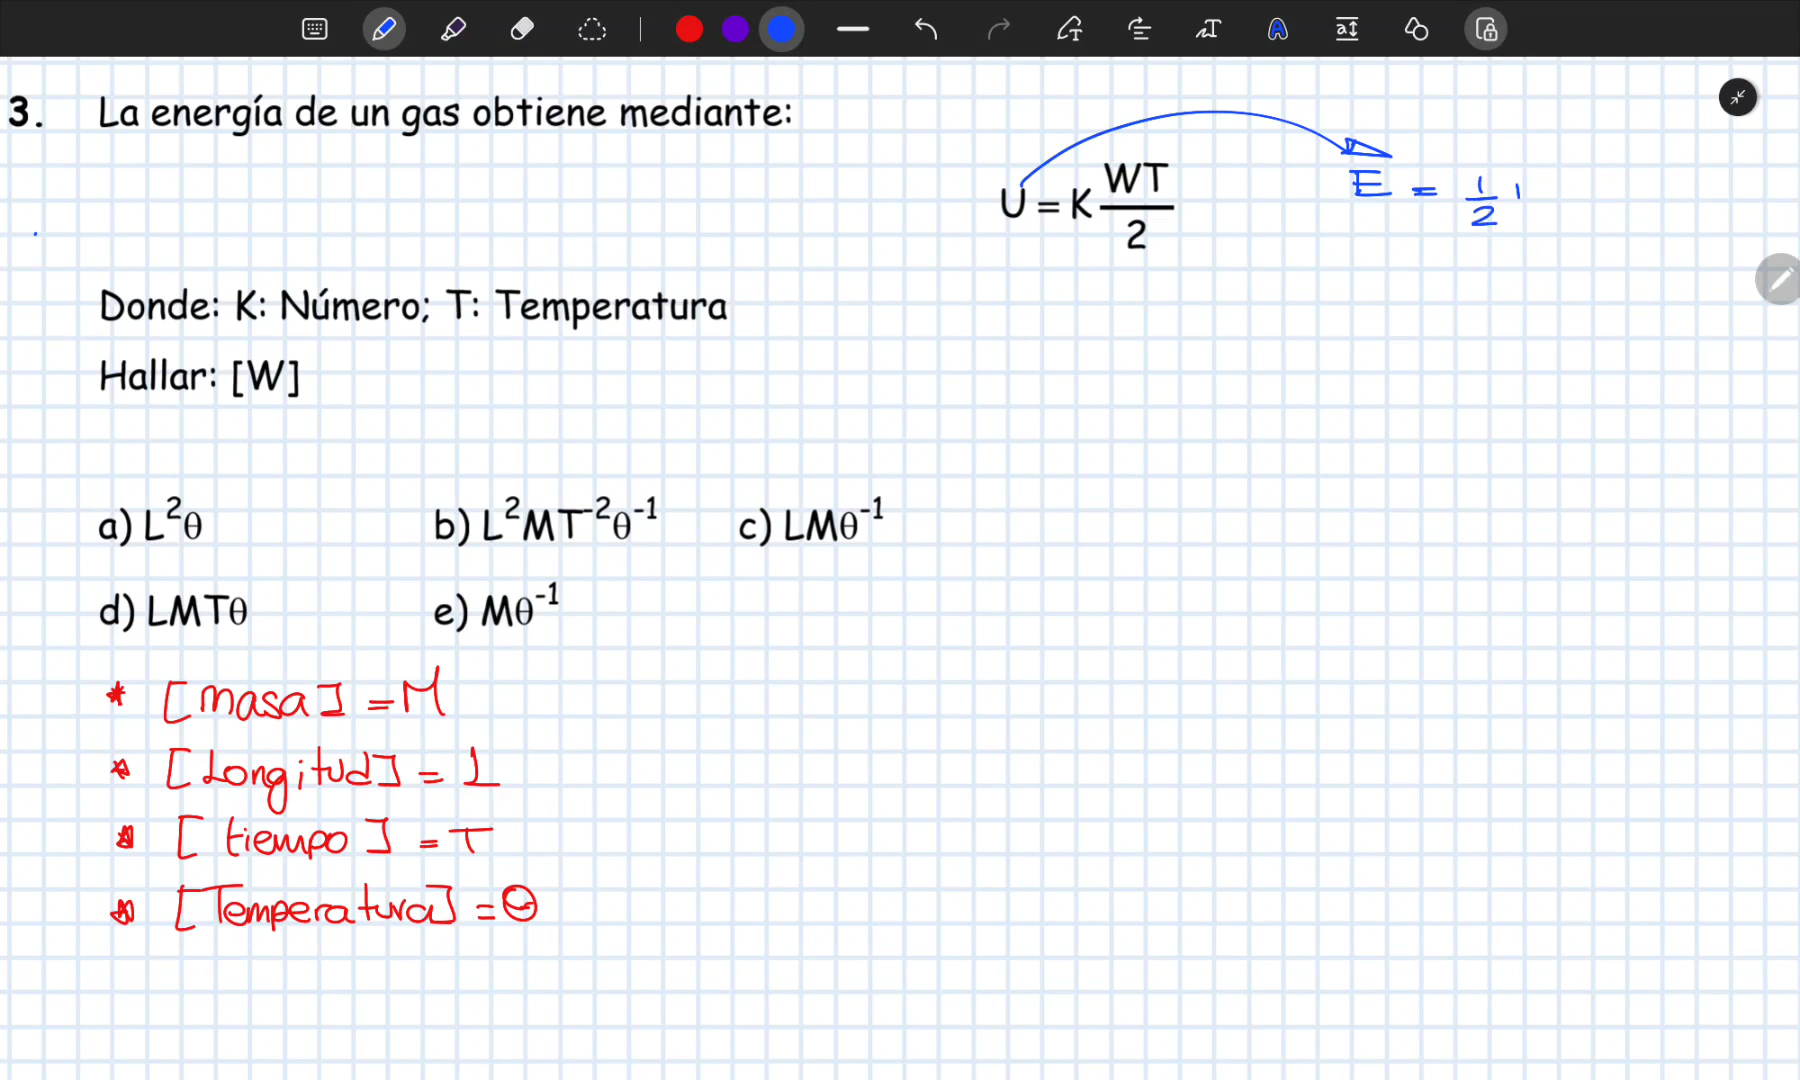 3. La energía de un gas obtiene mediante:
U = K WT/2
E = 1/2
Donde: K: Número; T: Temperatura
Hallar: [W]
a) L²θ b) L²MT⁻²θ⁻¹ c) LMθ⁻¹
d) LMTθ e) Mθ⁻¹
* [masa] = M
* [Longitud] = L
* [tiempo] = T
* [Temperatura] = θ